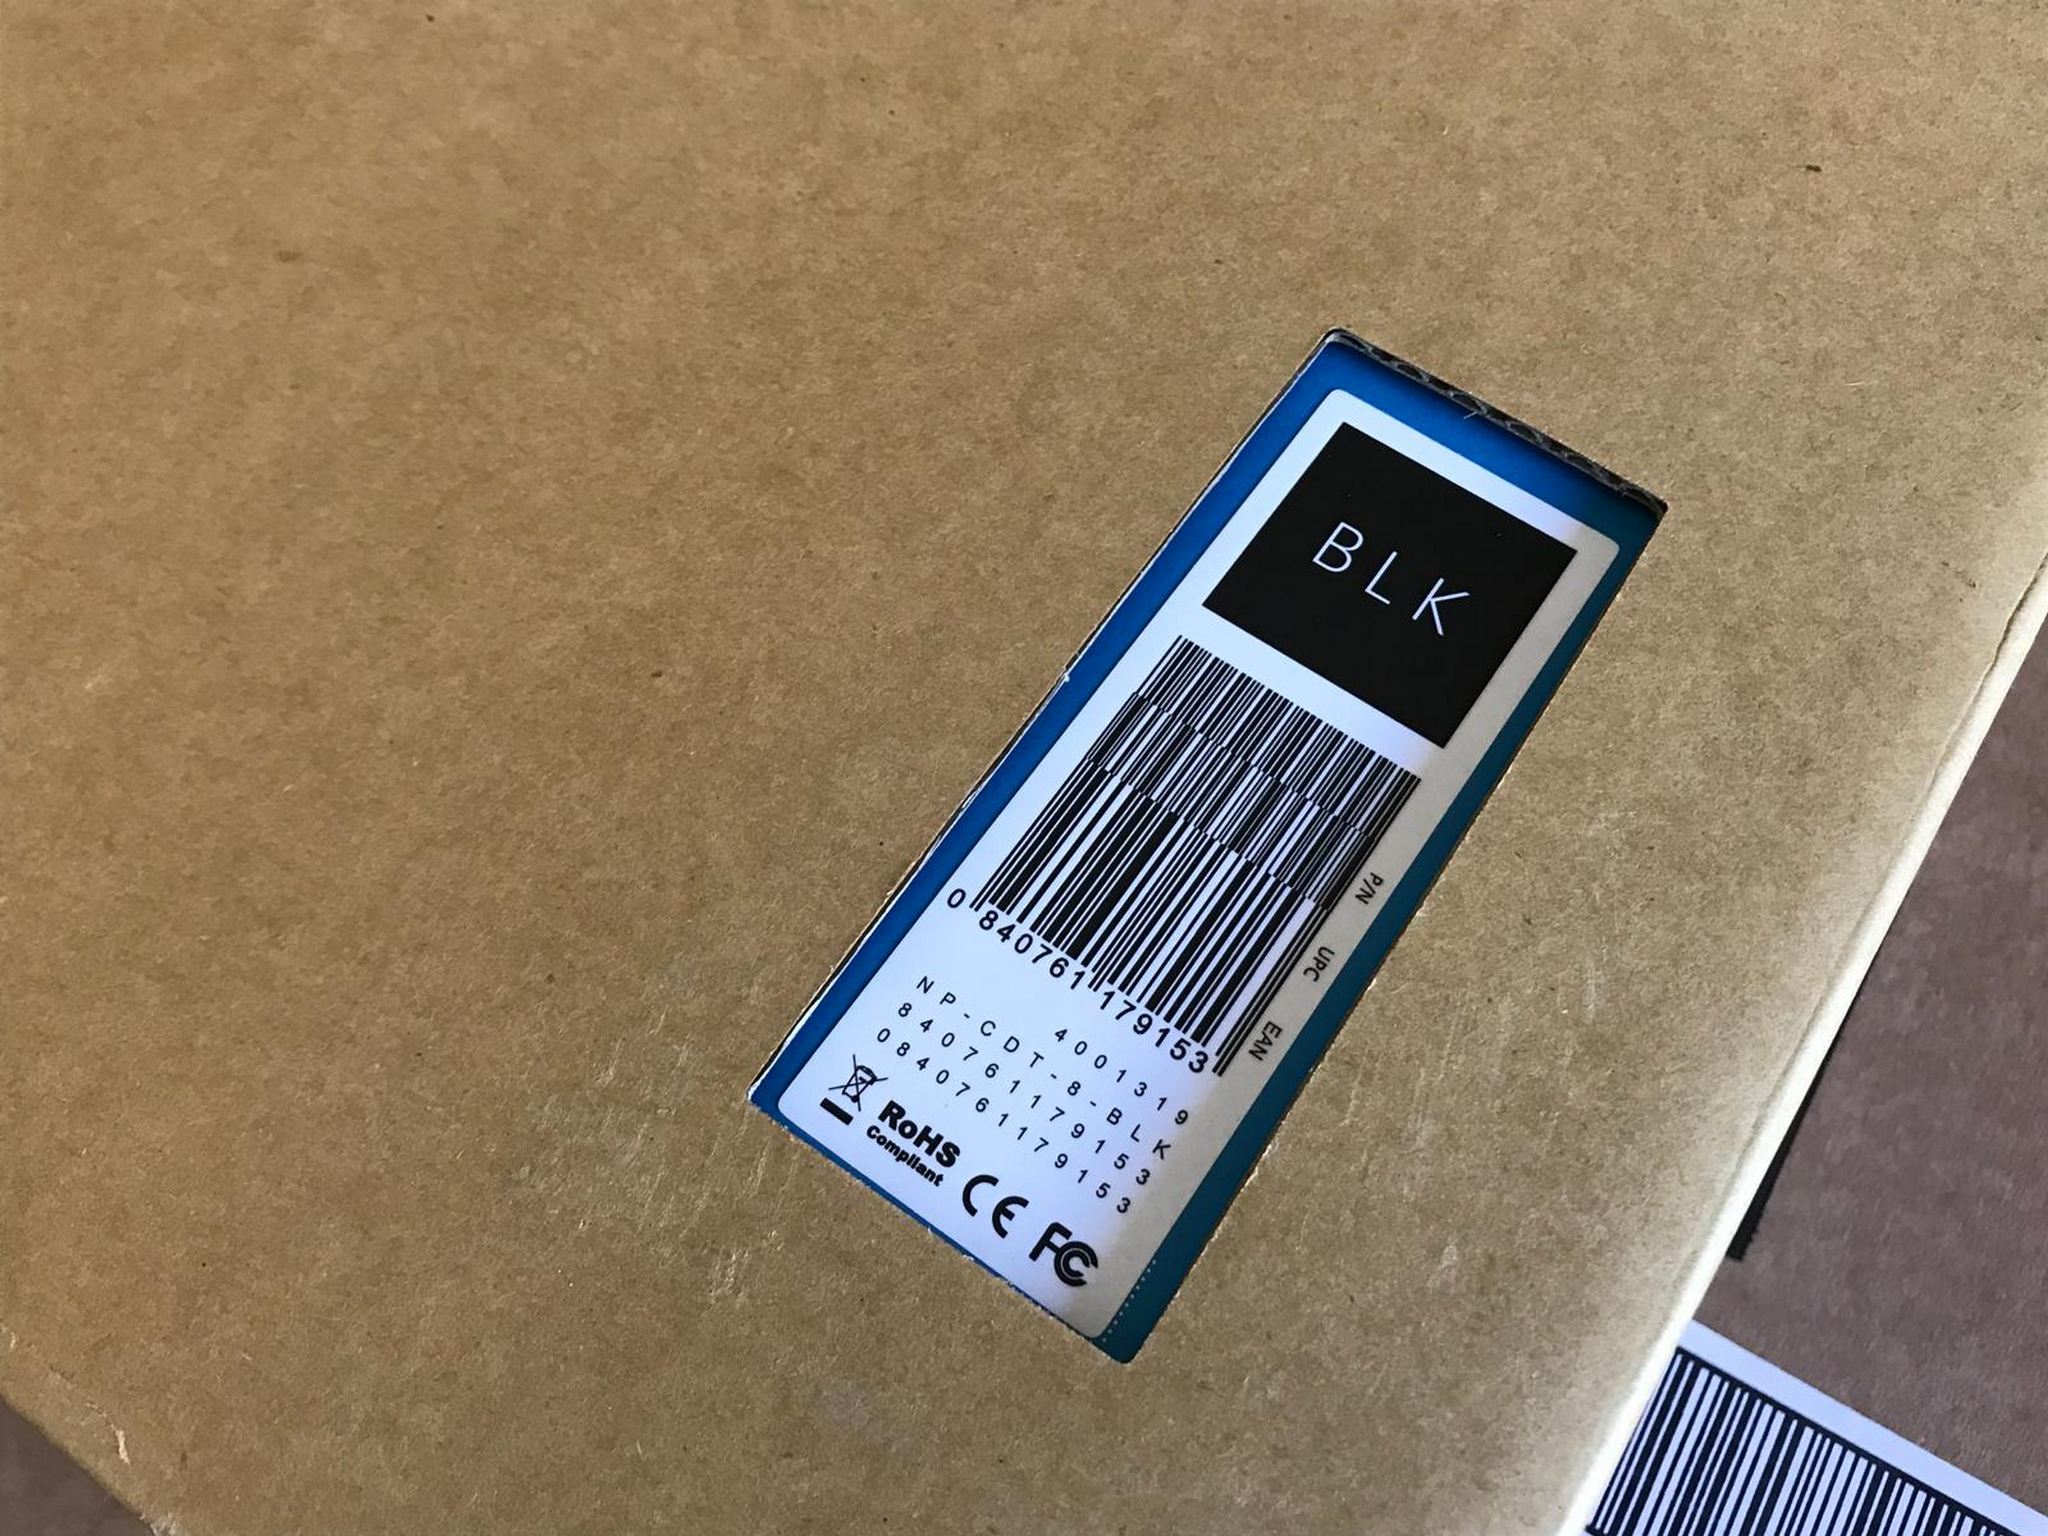 BLK
P/N
UPC
EAN
0 840761 179153
4001319
NP-CDT-8-BLK
840761179153
0840761179153
RoHS
Compliant
CE
FC